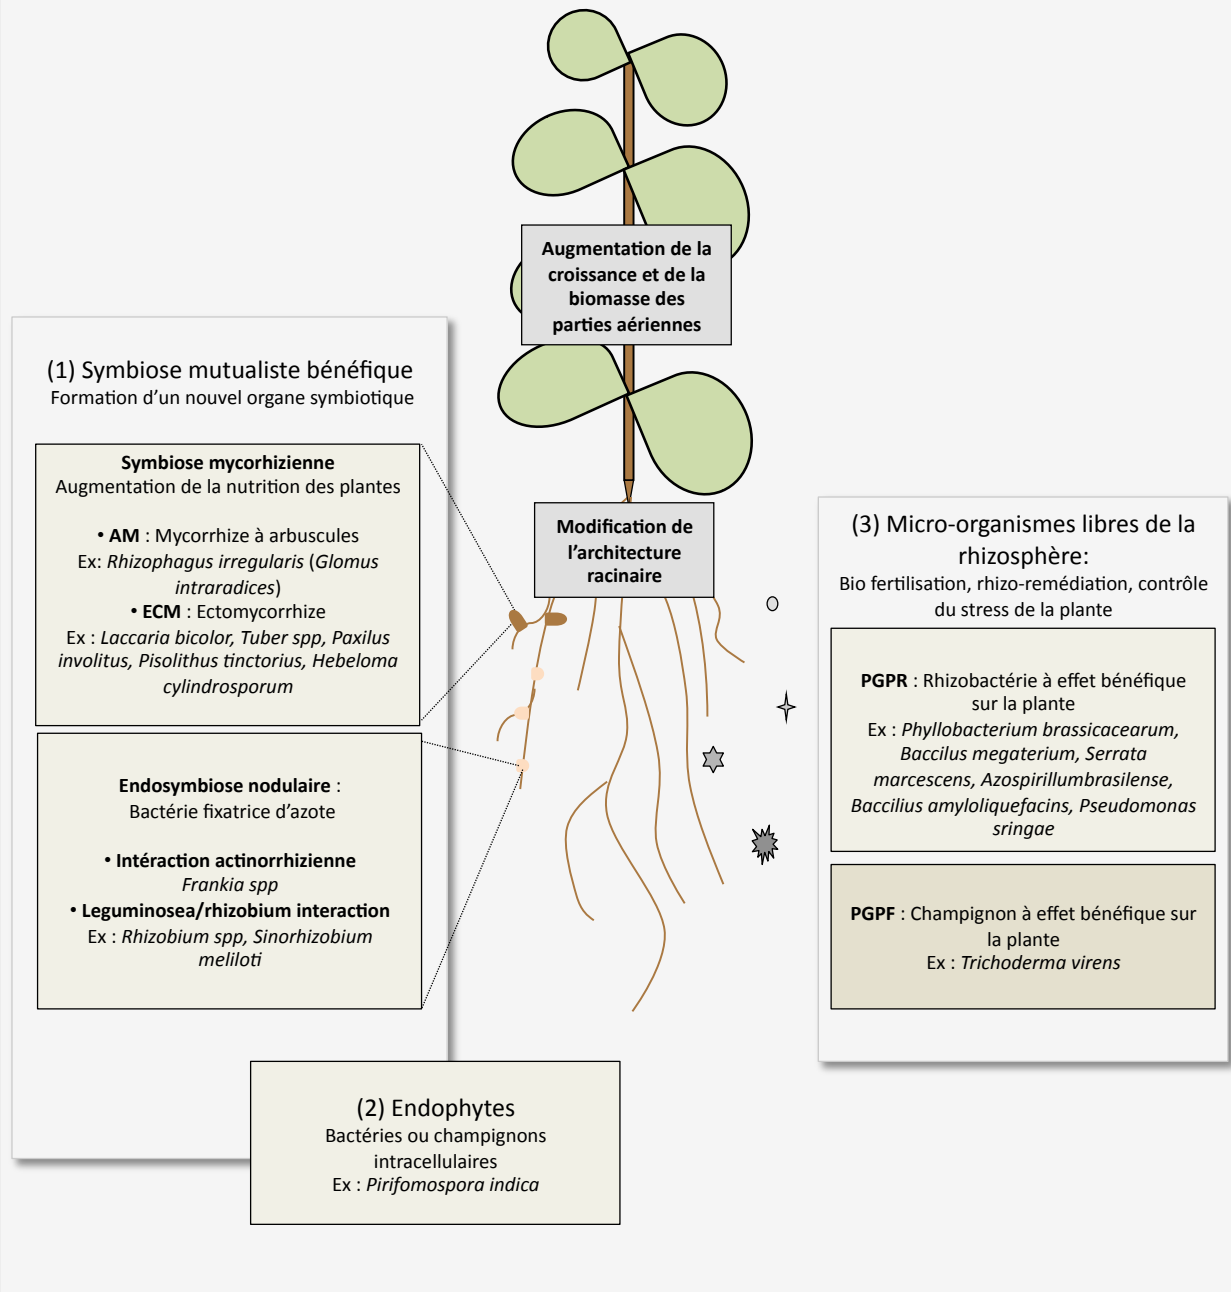 Augmentation de la
croissance et de la
biomasse des
parties aériennes
(1) Symbiose mutualiste bénéfique
Formation d’un nouvel organe symbiotique
Symbiose mycorhizienne
Augmentation de la nutrition des plantes
• AM : Mycorrhize à arbuscules
Ex: Rhizophagus irregularis (Glomus
intraradices)
• ECM : Ectomycorrhize
Ex : Laccaria bicolor, Tuber spp, Paxilus
involitus, Pisolithus tinctorius, Hebeloma
cylindrosporum
Endosymbiose nodulaire :
Bactérie fixatrice d’azote
• Intéraction actinorrhizienne
Frankia spp
• Leguminosea/rhizobium interaction
Ex : Rhizobium spp, Sinorhizobium
meliloti
(2) Endophytes
Bactéries ou champignons
intracellulaires
Ex : Pirifomospora indica
Modification de
l’architecture
racinaire
(3) Micro-organismes libres de la
rhizosphère:
Bio fertilisation, rhizo-remédiation, contrôle
du stress de la plante
PGPR : Rhizobactérie à effet bénéfique
sur la plante
Ex : Phyllobacterium brassicacearum,
Baccilus megaterium, Serrata
marcescens, Azospirillumbrasilense,
Baccilius amyloliquefacins, Pseudomonas
sringae
PGPF : Champignon à effet bénéfique sur
la plante
Ex : Trichoderma virens